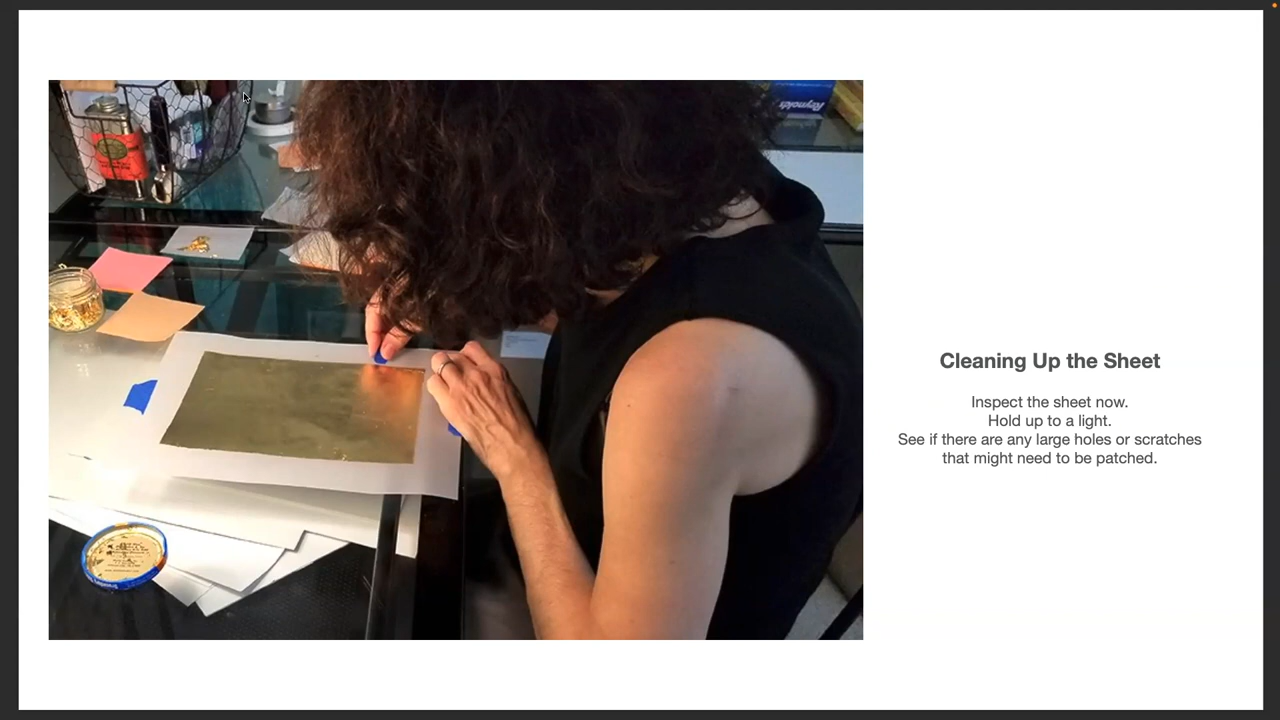 Reynolds
Cleaning Up the Sheet
Inspect the sheet now.
Hold up to a light.
See if there are any large holes or scratches
that might need to be patched.